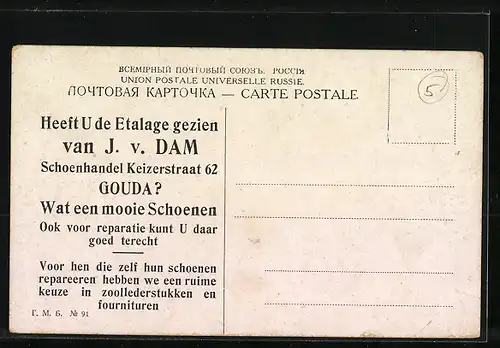 ВСЕМІРНЫЙ ПОЧТОВЫЙ СОЮЗЪ. РОССІЯ
UNION POSTALE UNIVERSELLE RUSSIE.
ПОЧТОВАЯ КАРТОЧКА — CARTE POSTALE
5
Heeft U de Etalage gezien
van J. v. DAM
Schoenhandel Keizerstraat 62
GOUDA?
Wat een mooie Schoenen
Ook voor reparatie kunt U daar
goed terecht
Voor hen die zelf hun schoenen
repareeren hebben we een ruime
keuze in zoollederstukken en
fournituren
Г. М. Б. № 91